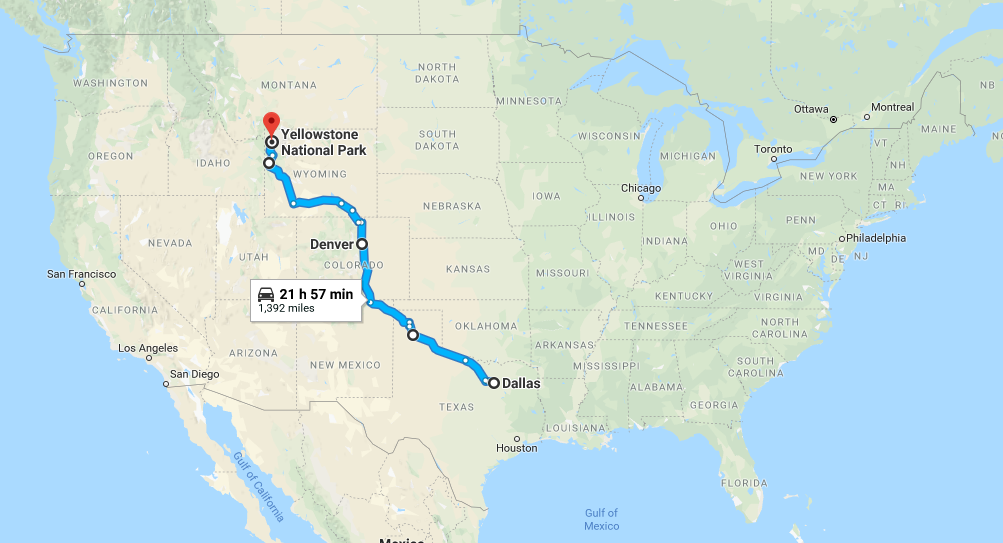 NORTH
DAKOTA
WASHINGTON
MONTANA
MINNESOTA
Ottawa
Montreal
NB
MAINE
Yellowstone
National Park
SOUTH
DAKOTA
WISCONSIN
MICHIGAN
Toronto
VT
NH
OREGON
IDAHO
WYOMING
NEW YORK
MA
CT RI
Chicago
IOWA
NEBRASKA
ILLINOIS
INDIANA
OHIO
PENN
Philadelphia
MD
DE
NJ
Denver
NEVADA
UTAH
COLORADO
KANSAS
MISSOURI
WEST
VIRGINIA
KENTUCKY
VIRGINIA
San Francisco
CALIFORNIA
21 h 57 min
1,392 miles
OKLAHOMA
TENNESSEE
NORTH
CAROLINA
Los Angeles
ARIZONA
NEW MEXICO
ARKANSAS
MISSISSIPPI
SOUTH
CAROLINA
San Diego
Dallas
ALABAMA
GEORGIA
TEXAS
LOUISIANA
Houston
FLORIDA
Gulf of California
Gulf of
Mexico
Mexico